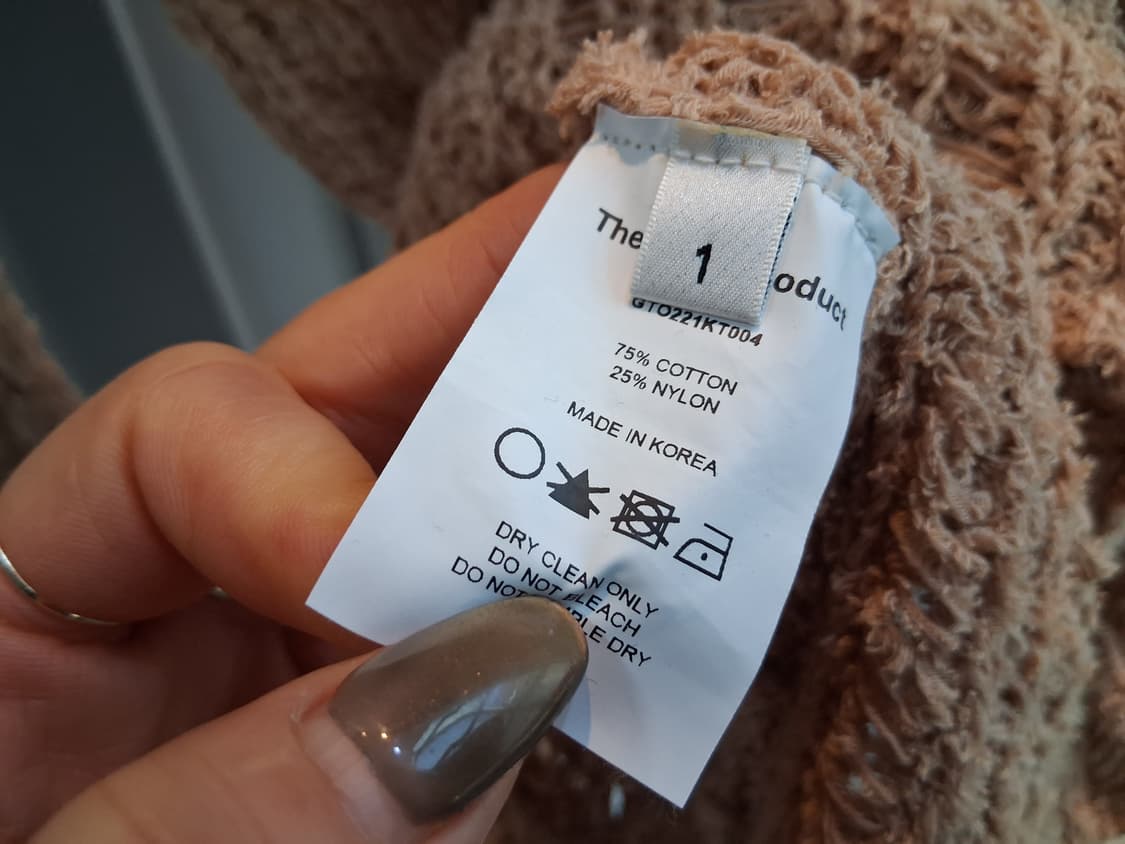 The
1
oduct
GTO221KT004
75% COTTON
25% NYLON
MADE IN KOREA
DRY CLEAN ONLY
DO NOT BLEACH
DO NOT DRY